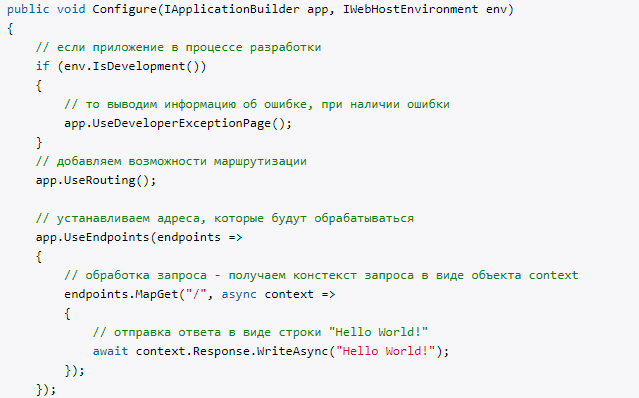 public void Configure(IApplicationBuilder app, IWebHostEnvironment env)
{
    // если приложение в процессе разработки
    if (env.IsDevelopment())
    {
        // то выводим информацию об ошибке, при наличии ошибки
        app.UseDeveloperExceptionPage();
    }
    // добавляем возможности маршрутизации
    app.UseRouting();

    // устанавливаем адреса, которые будут обрабатываться
    app.UseEndpoints(endpoints =>
    {
        // обработка запроса - получаем констекст запроса в виде объекта context
        endpoints.MapGet("/", async context =>
        {
            // отправка ответа в виде строки "Hello World!"
            await context.Response.WriteAsync("Hello World!");
        });
    });